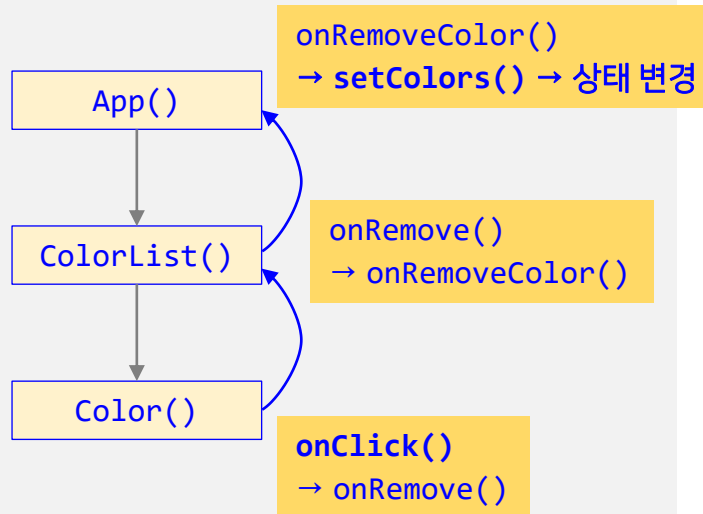 onRemoveColor()
→ setColors() → 상태 변경
App()
onRemove()
→ onRemoveColor()
ColorList()
Color()
onClick()
→ onRemove()